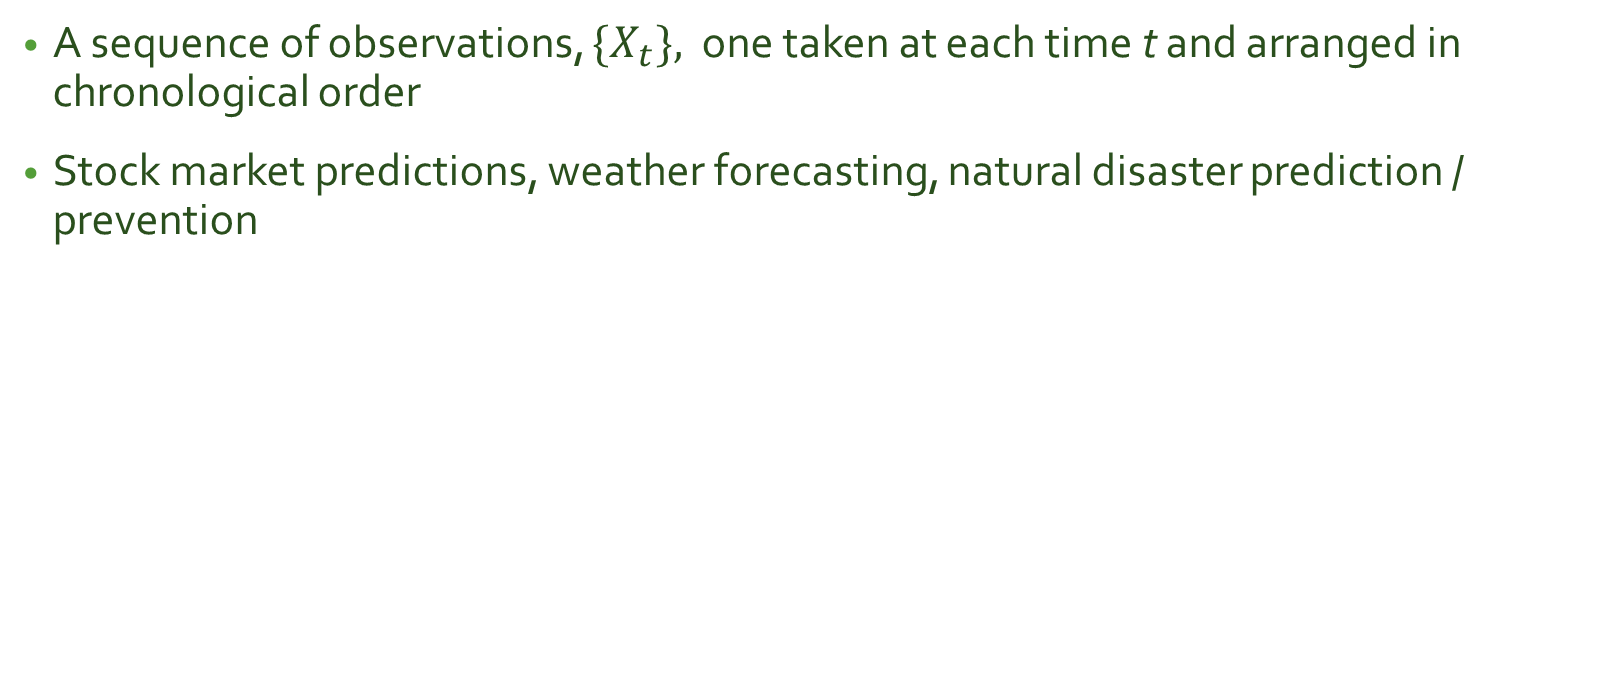 • A sequence of observations, {X_t}, one taken at each time t and arranged in
chronological order
• Stock market predictions, weather forecasting, natural disaster prediction /
prevention